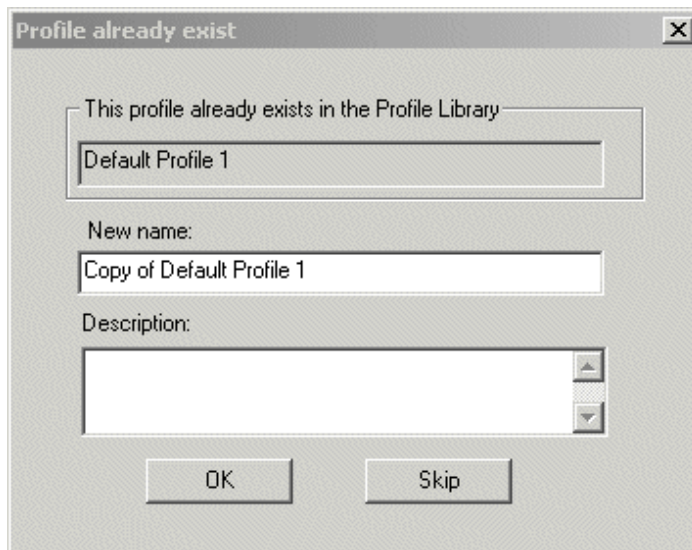 Profile already exist
This profile already exists in the Profile Library
Default Profile 1
New name:
Copy of Default Profile 1
Description:
OK
Skip